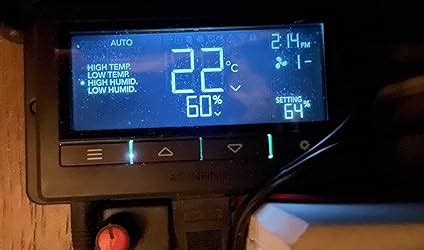 AUTO
2:14 PM
HIGH TEMP.
LOW TEMP.
HIGH HUMID.
LOW HUMID.
22°C
1-
60%
SETTING
64%